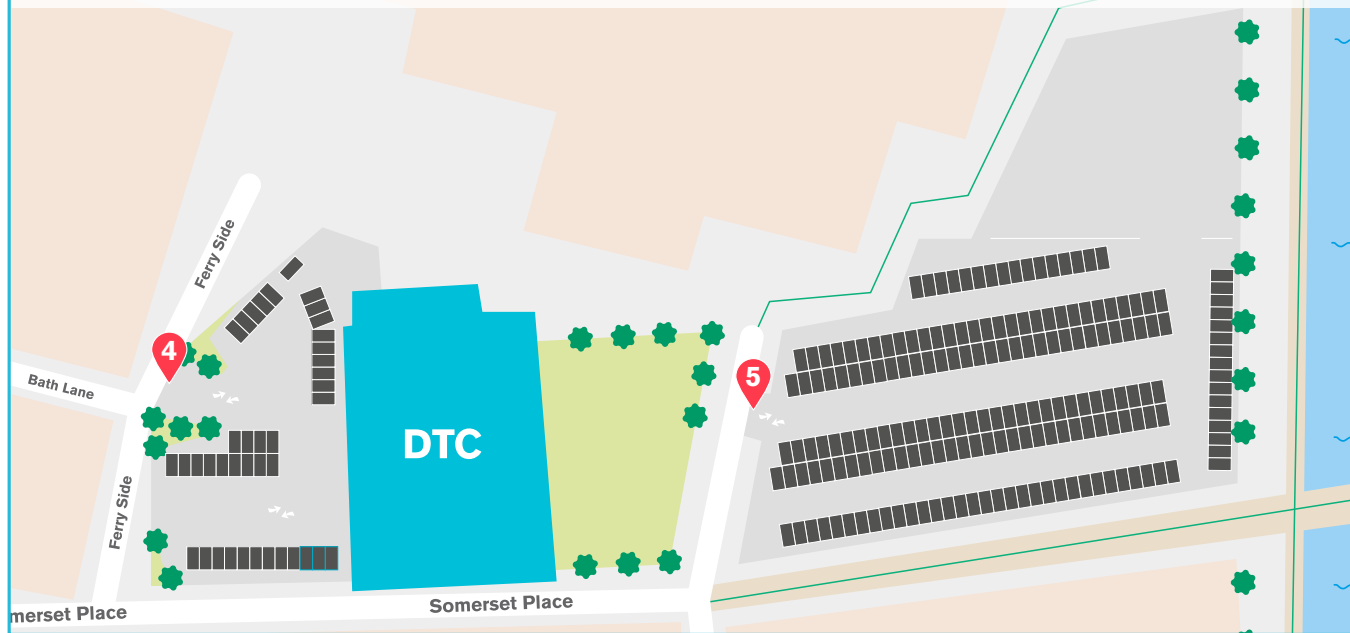 Ferry Side
4
Bath Lane
5
DTC
Ferry Side
Somerset Place
merset Place